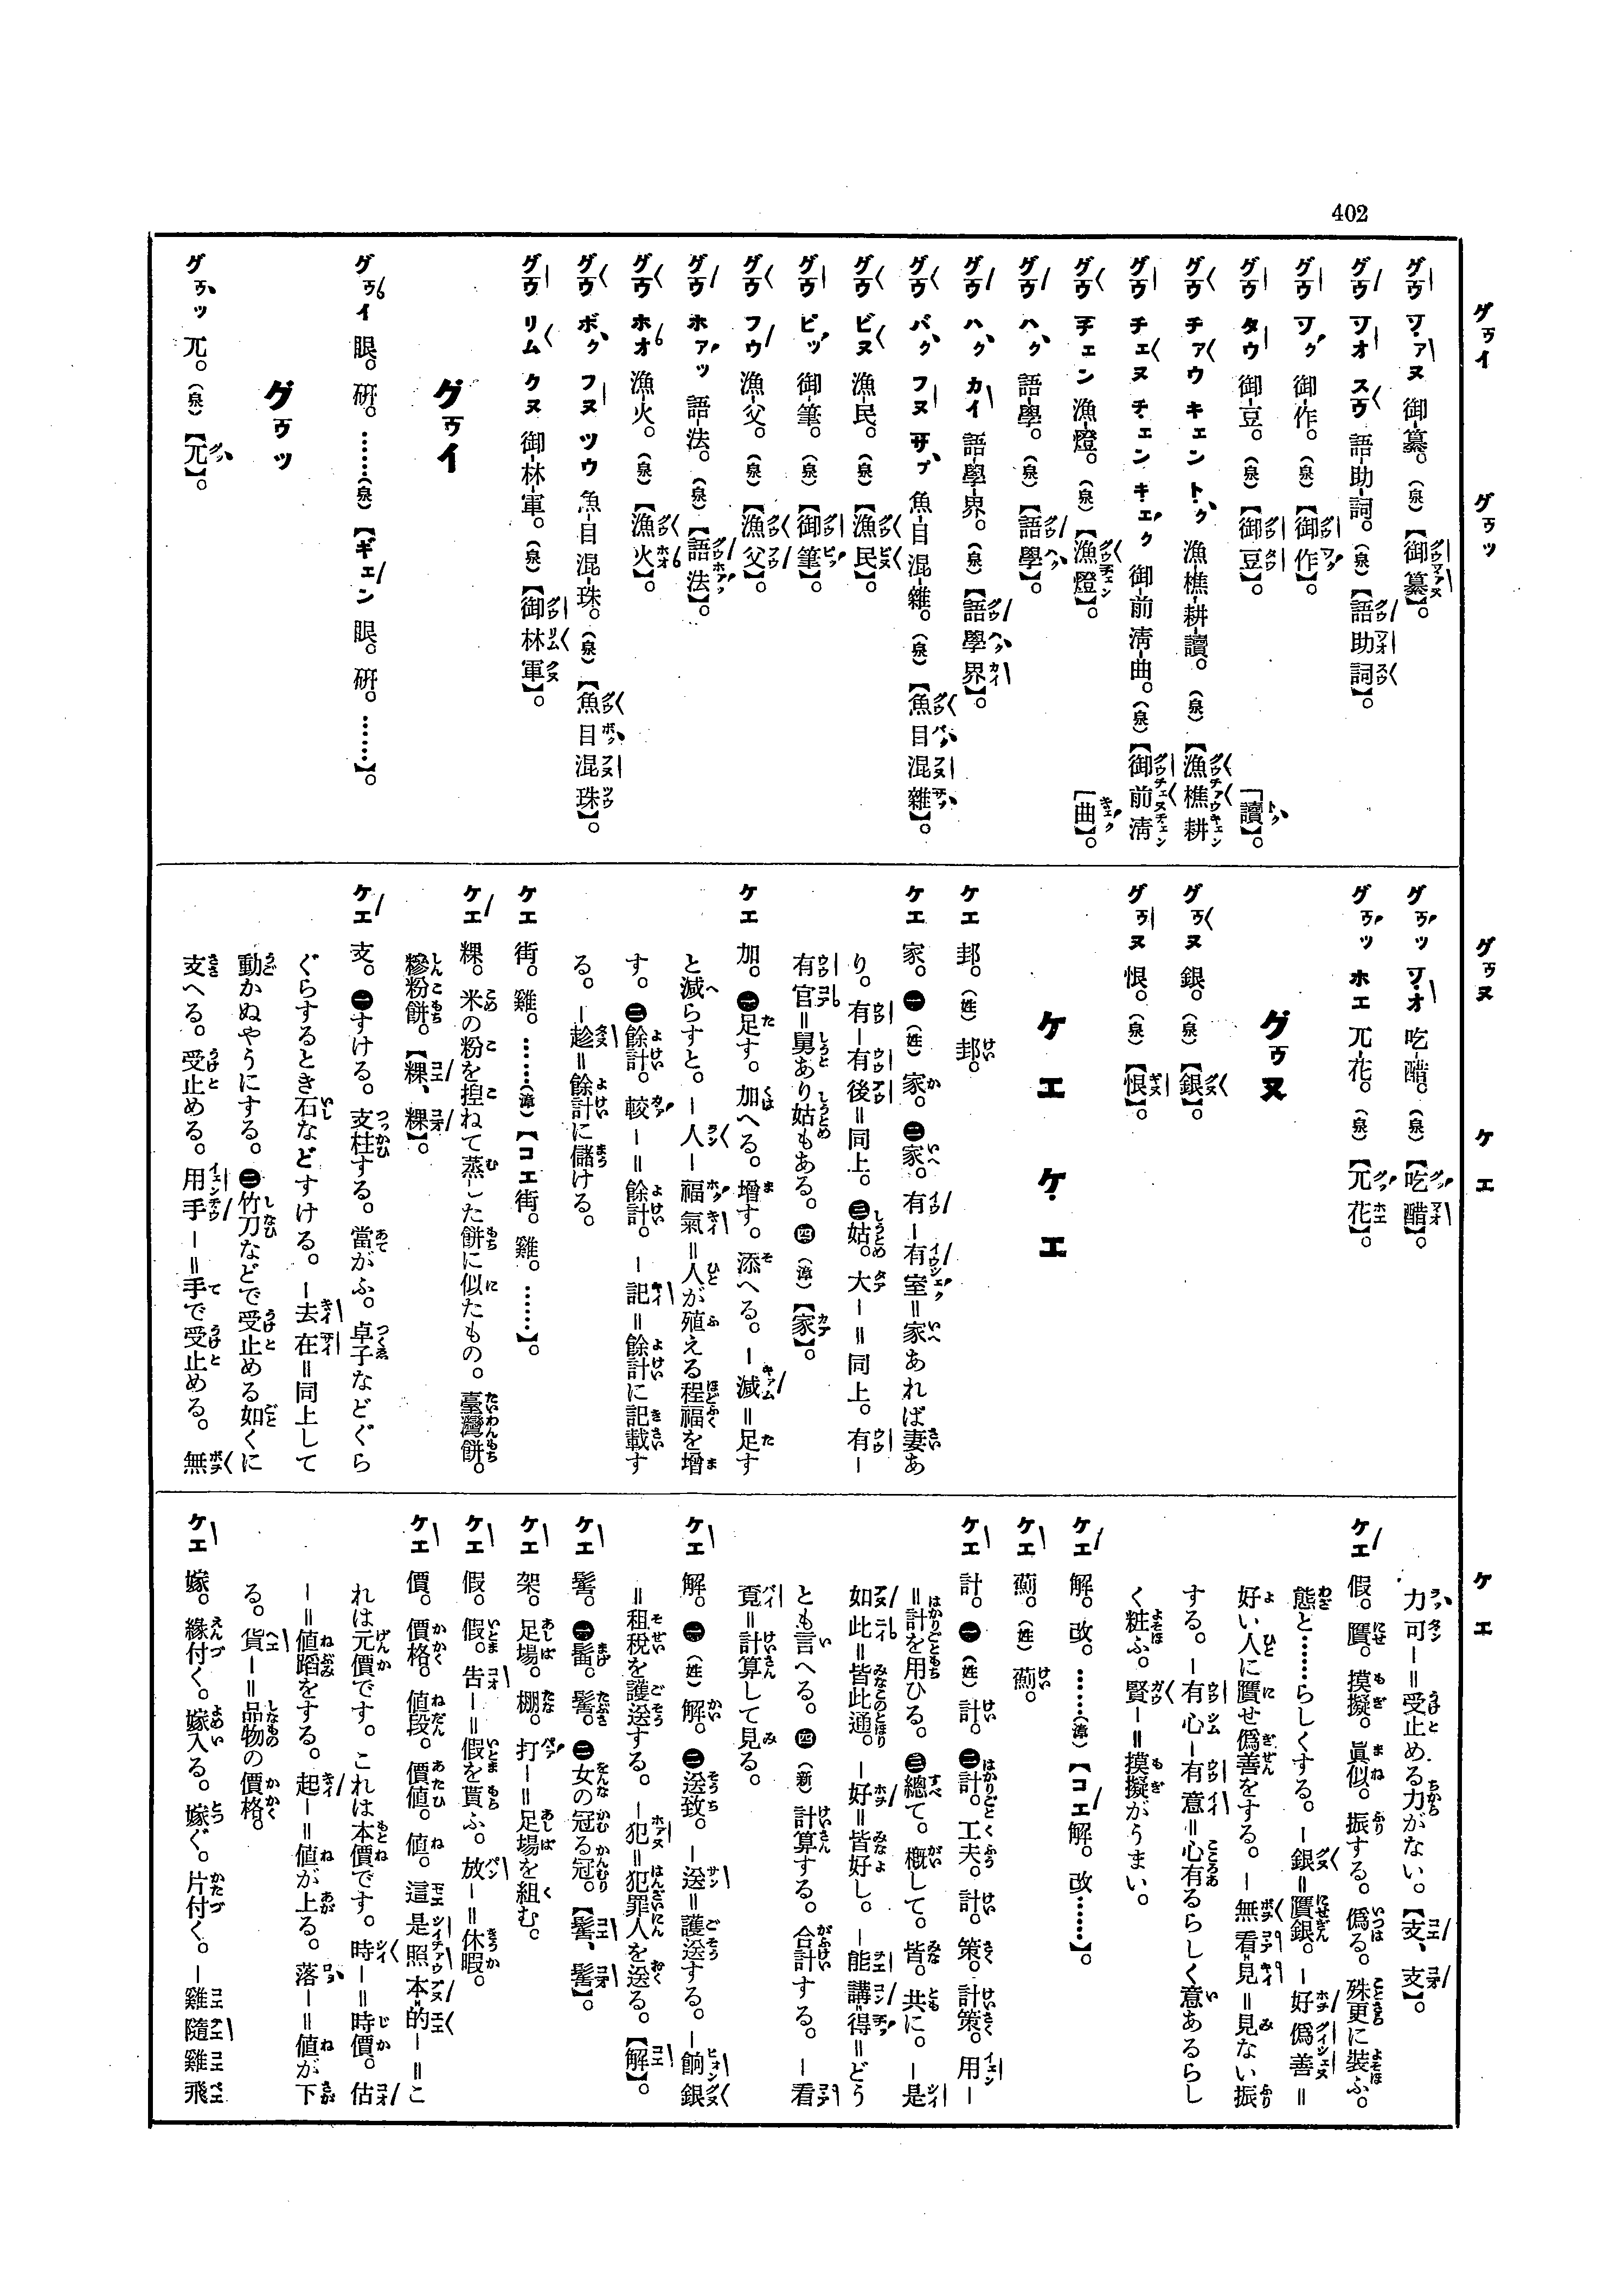 402
グウイ グウッ グウヌ ケエ ケエ
グウ ツァヌ 御-纂。（泉）【御纂】。
グウ ツオ スウ 語-助-詞。（泉）【語助詞】。
グウ ツク 御-作。（泉）【御作】。
グウ タウ 御-豆。（泉）【御豆】。
グウ チァウ キェン トク 漁-樵-耕-讀。（泉）【漁樵耕讀】。
グウ チェヌ チェン キェク 御-前 淸-曲。（泉）【御前淸曲】。
グウ チェン 漁-燈。（泉）【漁燈】。
グウ ハク 語-學。（泉）【語學】。
グウ ハク カイ 語-學-界。（泉）【語學界】。
グウ バク フヌ サプ 魚-目 混-雜。（泉）【魚目混雜】。
グウ ビヌ 漁-民。（泉）【漁民】。
グウ ピッ 御-筆。（泉）【御筆】。
グウ フウ 漁-父。（泉）【漁父】。
グウ ホァッ 語-法。（泉）【語法】。
グウ ホオ 漁-火。（泉）【漁火】。
グウ ボク フヌ ツウ 魚-目 混-珠。（泉）【魚目混珠】。
グウ リム クヌ 御-林-軍。（泉）【御林軍】。
グウイ
グウイ 眼。硏。……（泉）【ギェン 眼。硏。……】。
グウッ
グウッ 兀。（泉）【兀】。
グウッ ツオ 吃-醋。（泉）【吃醋】。
グウッ ホエ 兀-花。（泉）【兀花】。
グウヌ
グウヌ 銀。（泉）【銀】。
グウヌ 恨。（泉）【恨】。
ケエ ケエ
ケエ 邽。（姓）邽。
ケエ 家。㊀（姓）家。㊁家。有－有室＝家あれば妻あ
り。有－有後＝同上。㊂姑。大－＝同上。有－
有官＝舅あり姑もある。㊃（漳）【家】。
ケエ 加。㊀足す。加へる。增す。添へる。－減＝足す
と減らすと。－人－福氣＝人が殖える程福を增
す。㊁餘計。較－＝餘計。－記＝餘計に記載す
る。－趁＝餘計に儲ける。
ケエ 街。雞。……（漳）【コエ街。雞。……】。
ケエ 粿。米の粉を揑ねて蒸した餅に似たもの。臺灣餅。
糝粉餅。【粿、粿】。
ケエ 支。㊀すける。支柱する。當がふ。卓子などぐら
ぐらするとき石などすける。－去在＝同上して
動かぬやうにする。㊁竹刀などで受止める如くに
支へる。受止める。用手－＝手で受止める。無
力可－＝受止める力がない。【支、支】。
ケエ 假。贋。摸擬。眞似。振する。僞る。殊更に裝ふ。
態と……らしくする。－銀＝贋銀。－好僞善＝
好い人に贋せ僞善をする。－無看見＝見ない振
する。－有心－有意＝心有るらしく意あるらし
く粧ふ。賢－＝摸擬がうまい。
ケエ 解。改。……（漳）【コエ解。改……】。
ケエ 薊。（姓）薊。
ケエ 計。㊀（姓）計。㊁計。工夫。計。策。計策。用－
＝計を用ひる。㊂總て。槪して。皆。共に。－是
如此＝皆此通。－好＝皆好し。－能講得＝どう
とも言へる。㊃（新）計算する。合計する。－看
覔＝計算して見る。
ケエ 解。㊀（姓）解。㊁送致。－送＝護送する。－餉銀
＝租稅を護送する。－犯＝犯罪人を送る。【解】。
ケエ 髻。㊀髷。髻。㊁女の冠る冠。【髻、髻】。
ケエ 架。足場。棚。打－＝足場を組む。
ケエ 假。假。告－＝假を貰ふ。放－＝休暇。
ケエ 價。價格。値段。價値。値。這是照本的－＝こ
れは元價です。これは本價です。時－＝時價。估
－＝値踏をする。起－＝値が上る。落－＝値が下
る。貨－＝品物の價格。
ケエ 嫁。緣付く。嫁入る。嫁ぐ。片付く。－雞隨雞飛